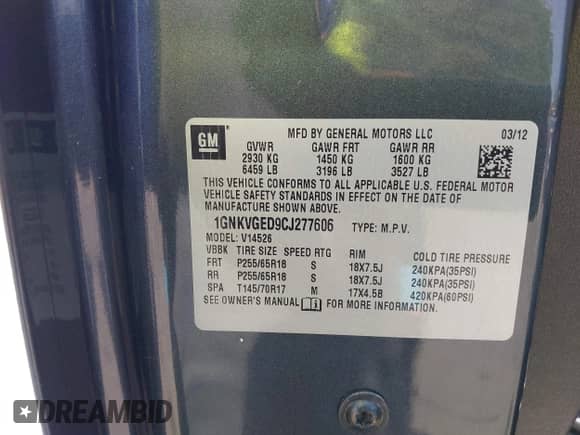 GM
MFD BY GENERAL MOTORS LLC 03/12
GVWR GAWR FRT GAWR RR
2930 KG 1450 KG 1600 KG
6459 LB 3196 LB 3527 LB
THIS VEHICLE CONFORMS TO ALL APPLICABLE U.S. FEDERAL MOTOR
VEHICLE SAFETY STANDARDS IN EFFECT ON THE DATE OF
MANUFACTURE SHOWN ABOVE.
1GNKVGED9CJ277606 TYPE: M.P.V.
MODEL: V14526
VBBK TIRE SIZE SPEED RTG RIM COLD TIRE PRESSURE
FRT P255/65R18 S 18X7.5J 240KPA(35PSI)
RR P255/65R18 S 18X7.5J 240KPA(35PSI)
SPA T145/70R17 M 17X4.5B 420KPA(60PSI)
SEE OWNER'S MANUAL FOR MORE INFORMATION.
DREAMBID